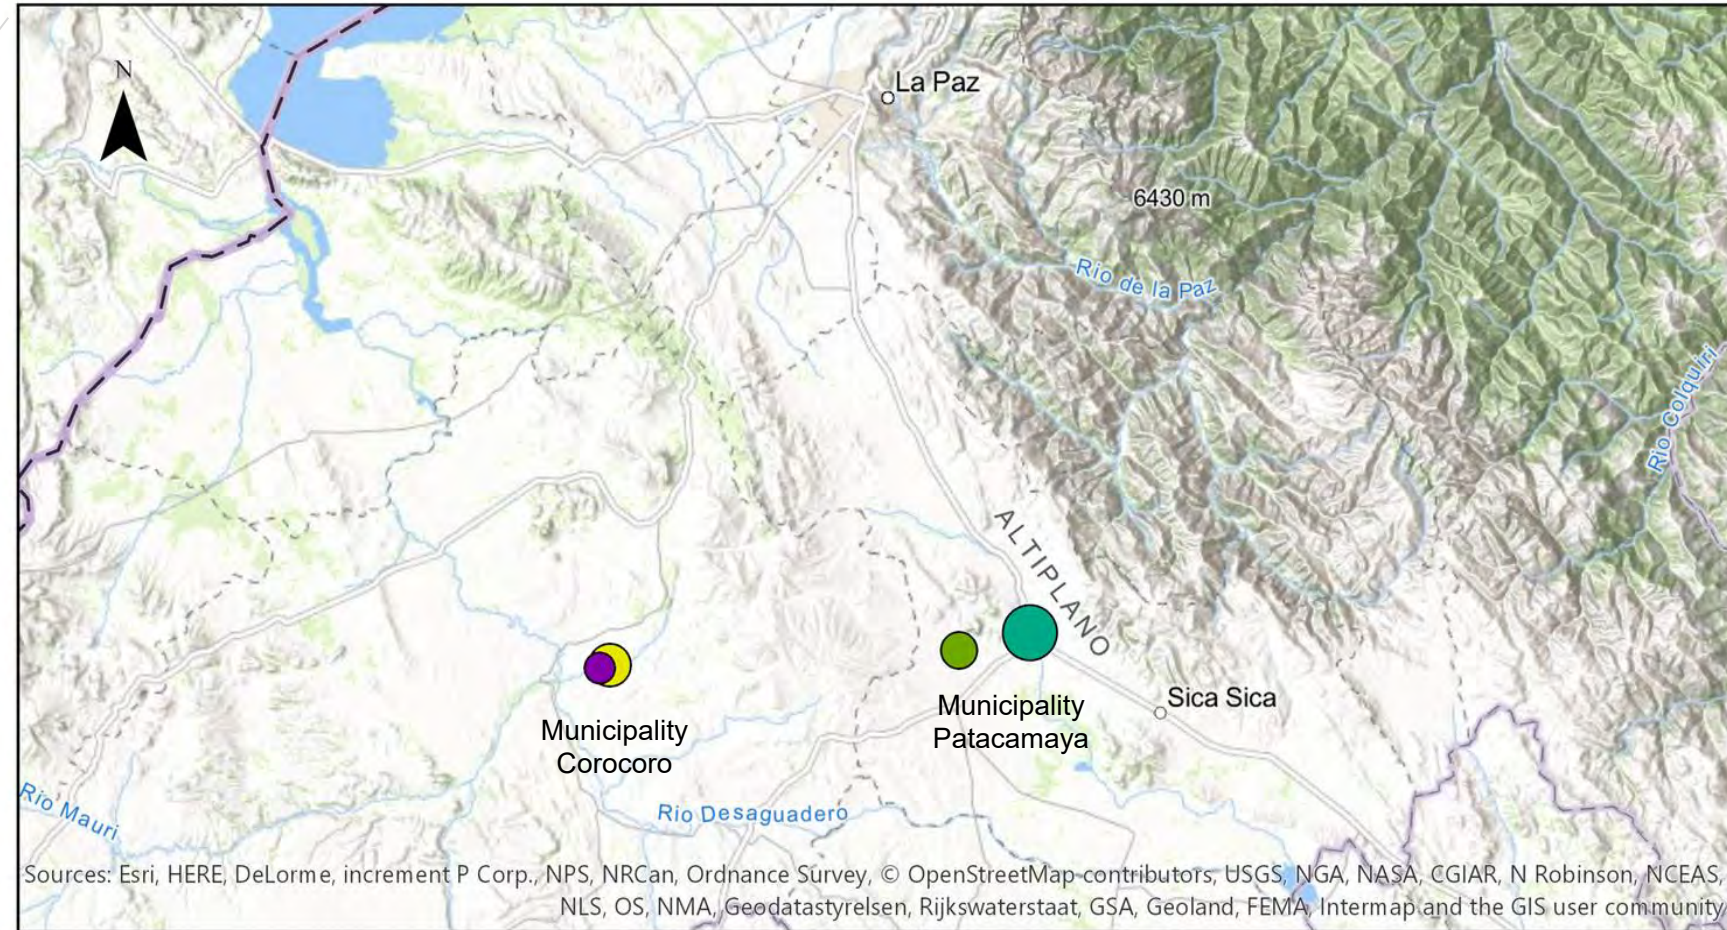 N
La Paz
6430 m
Rio de la Paz
Rio Colquiri
ALTIPLANO
Sica Sica
Municipality
Patacamaya
Municipality
Corocoro
Rio Mauri
Rio Desaguadero
Sources: Esri, HERE, DeLorme, increment P Corp., NPS, NRCan, Ordnance Survey, © OpenStreetMap contributors, USGS, NGA, NASA, CGIAR, N Robinson, NCEAS,
NLS, OS, NMA, Geodatastyrelsen, Rijkswaterstaat, GSA, Geoland, FEMA, Intermap and the GIS user community